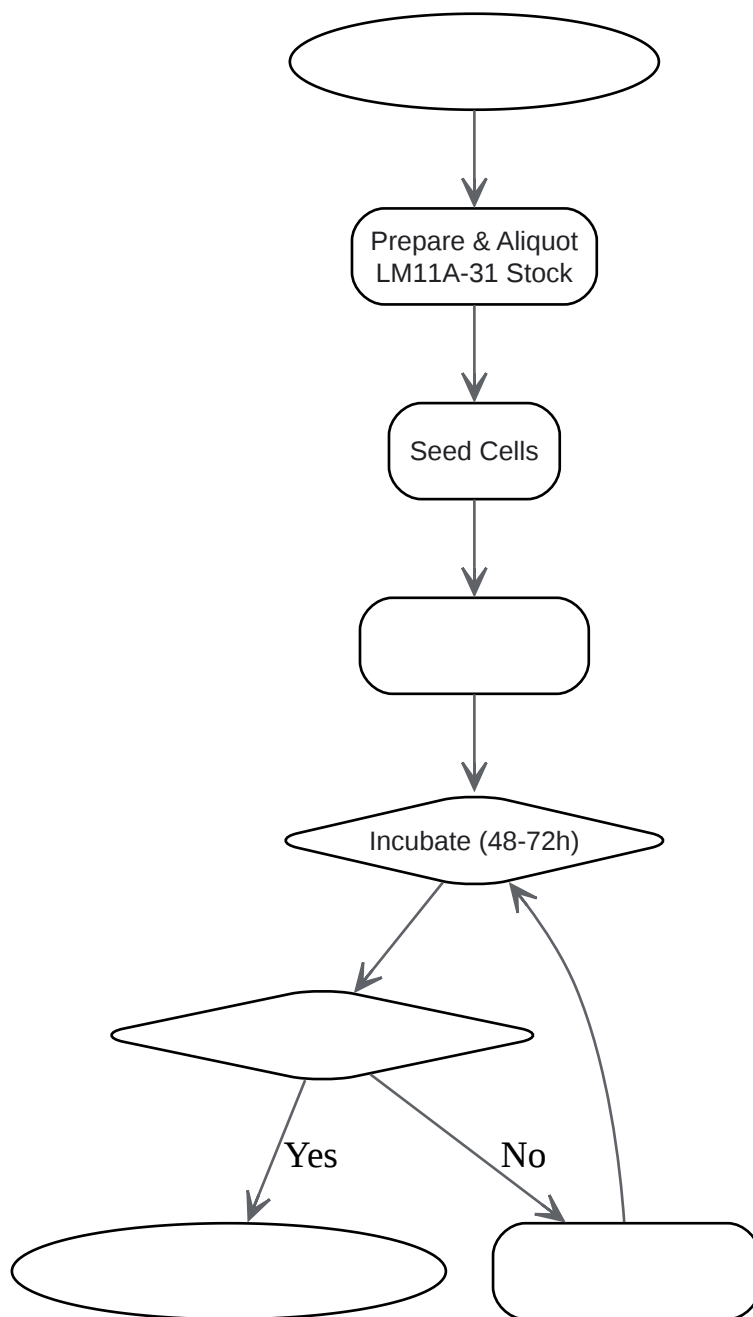 Prepare & Aliquot
LM11A-31 Stock
Seed Cells
Incubate (48-72h)
Yes
No